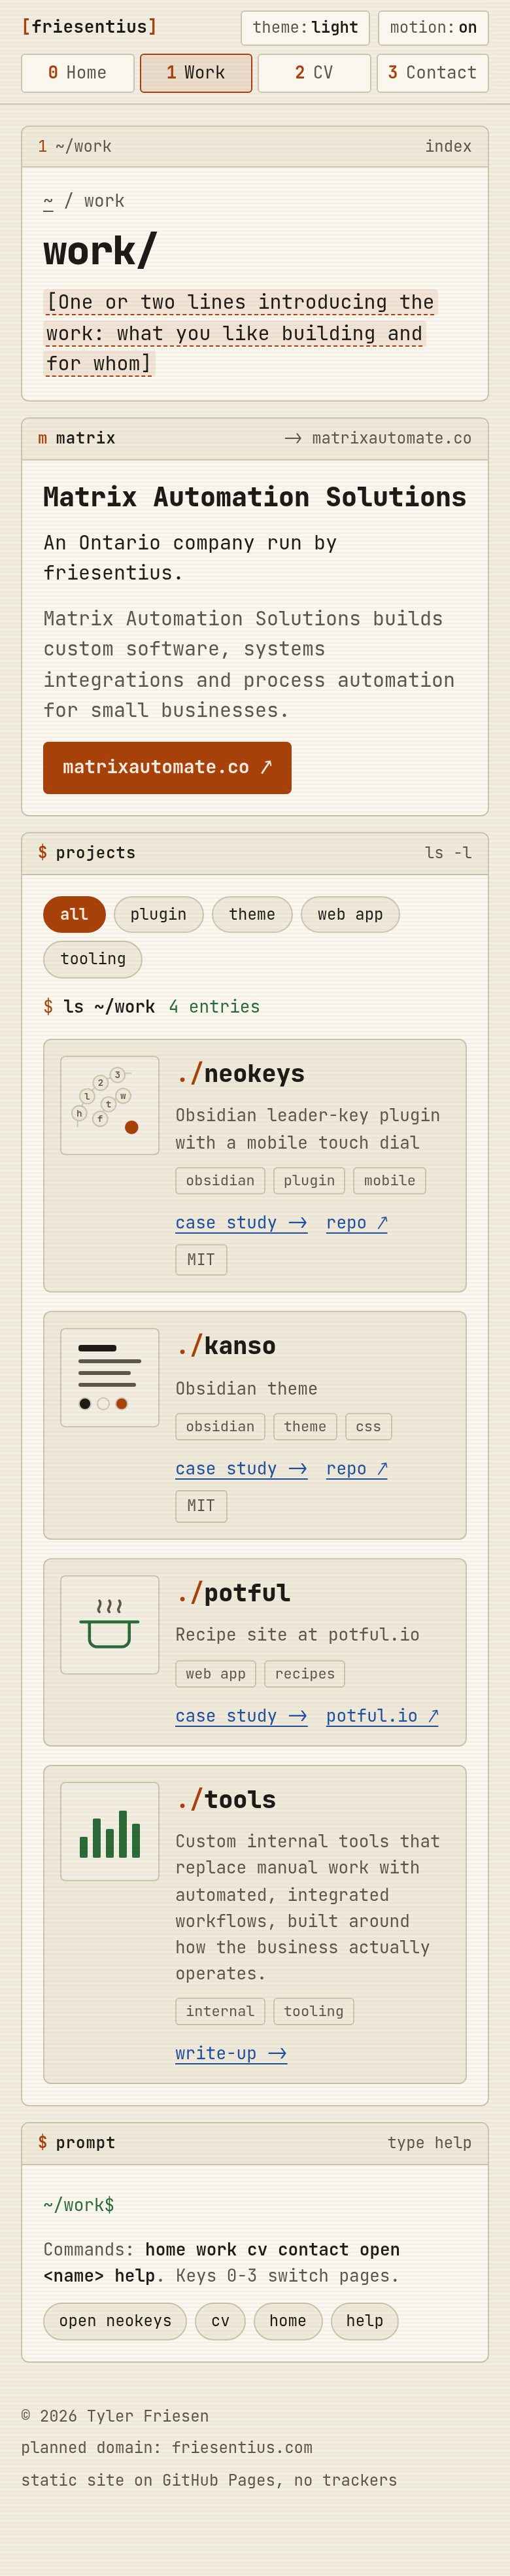 [friesentius]
theme: light
motion: on
0 Home
1 Work
2 CV
3 Contact
1 ~/work
index
~ / work
work/
[One or two lines introducing the
work: what you like building and
for whom]
m matrix
→ matrixautomate.co
Matrix Automation Solutions
An Ontario company run by
friesentius.
Matrix Automation Solutions builds
custom software, systems
integrations and process automation
for small businesses.
matrixautomate.co ↗
$ projects
ls -l
all
plugin
theme
web app
tooling
$ ls ~/work 4 entries
h l 2 3
f t w
./neokeys
Obsidian leader-key plugin
with a mobile touch dial
obsidian
plugin
mobile
case study → repo ↗
MIT
./kanso
Obsidian theme
obsidian
theme
css
case study → repo ↗
MIT
./potful
Recipe site at potful.io
web app
recipes
case study → potful.io ↗
./tools
Custom internal tools that
replace manual work with
automated, integrated
workflows, built around
how the business actually
operates.
internal
tooling
write-up →
$ prompt
type help
~/work$
Commands: home work cv contact open
<name> help. Keys 0-3 switch pages.
open neokeys
cv
home
help
© 2026 Tyler Friesen
planned domain: friesentius.com
static site on GitHub Pages, no trackers